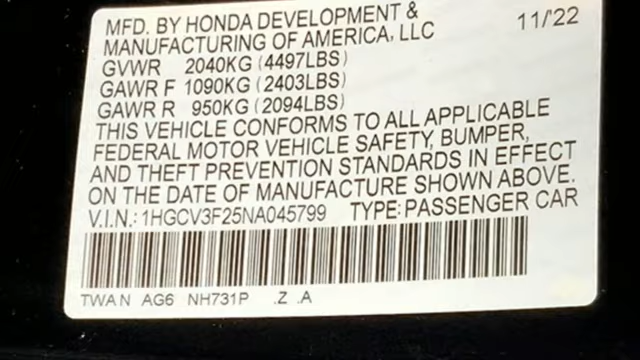 MFD. BY HONDA DEVELOPMENT & 11/'22
MANUFACTURING OF AMERICA, LLC
GVWR 2040KG (4497LBS)
GAWR F 1090KG (2403LBS)
GAWR R 950KG (2094LBS)
THIS VEHICLE CONFORMS TO ALL APPLICABLE
FEDERAL MOTOR VEHICLE SAFETY, BUMPER,
AND THEFT PREVENTION STANDARDS IN EFFECT
ON THE DATE OF MANUFACTURE SHOWN ABOVE.
V.I.N.: 1HGCV3F25NA045799 TYPE: PASSENGER CAR
TWA N AG6 NH731P .Z .A